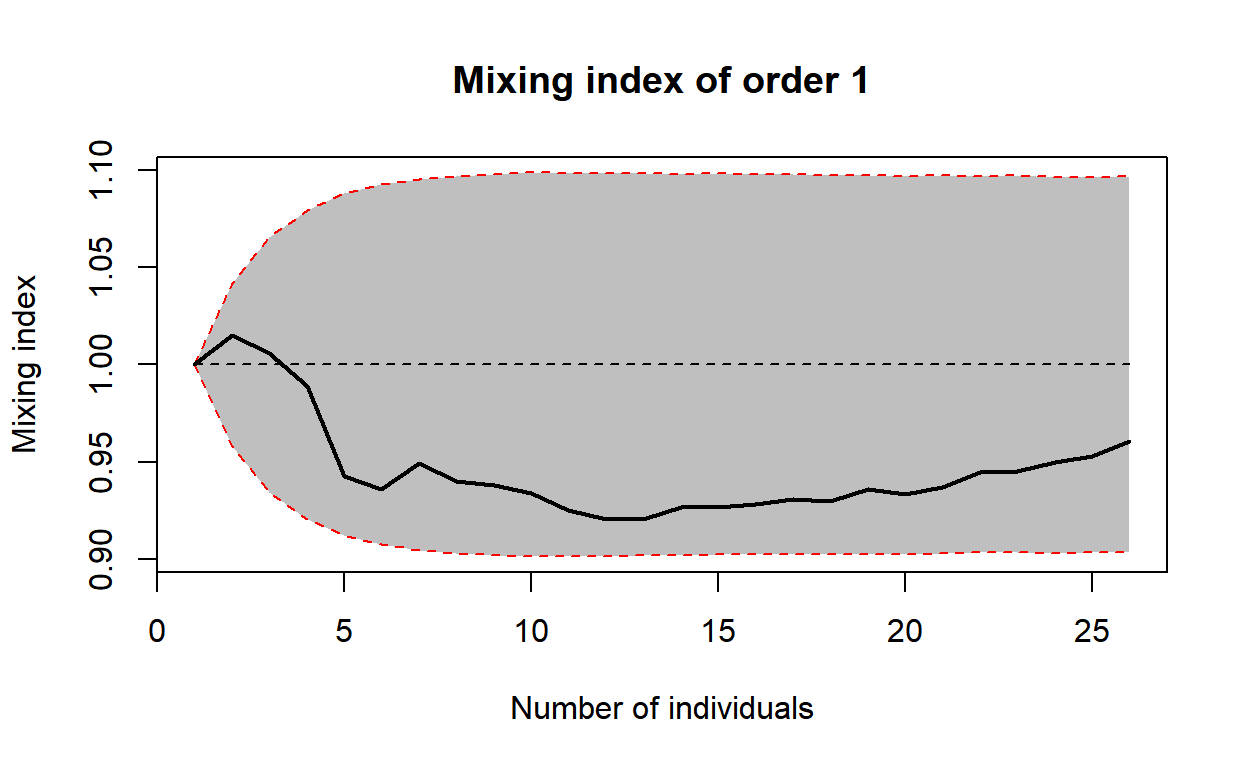 Mixing index of order 1
Mixing index
1.10
1.05
1.00
0.95
0.90
0 5 10 15 20 25
Number of individuals